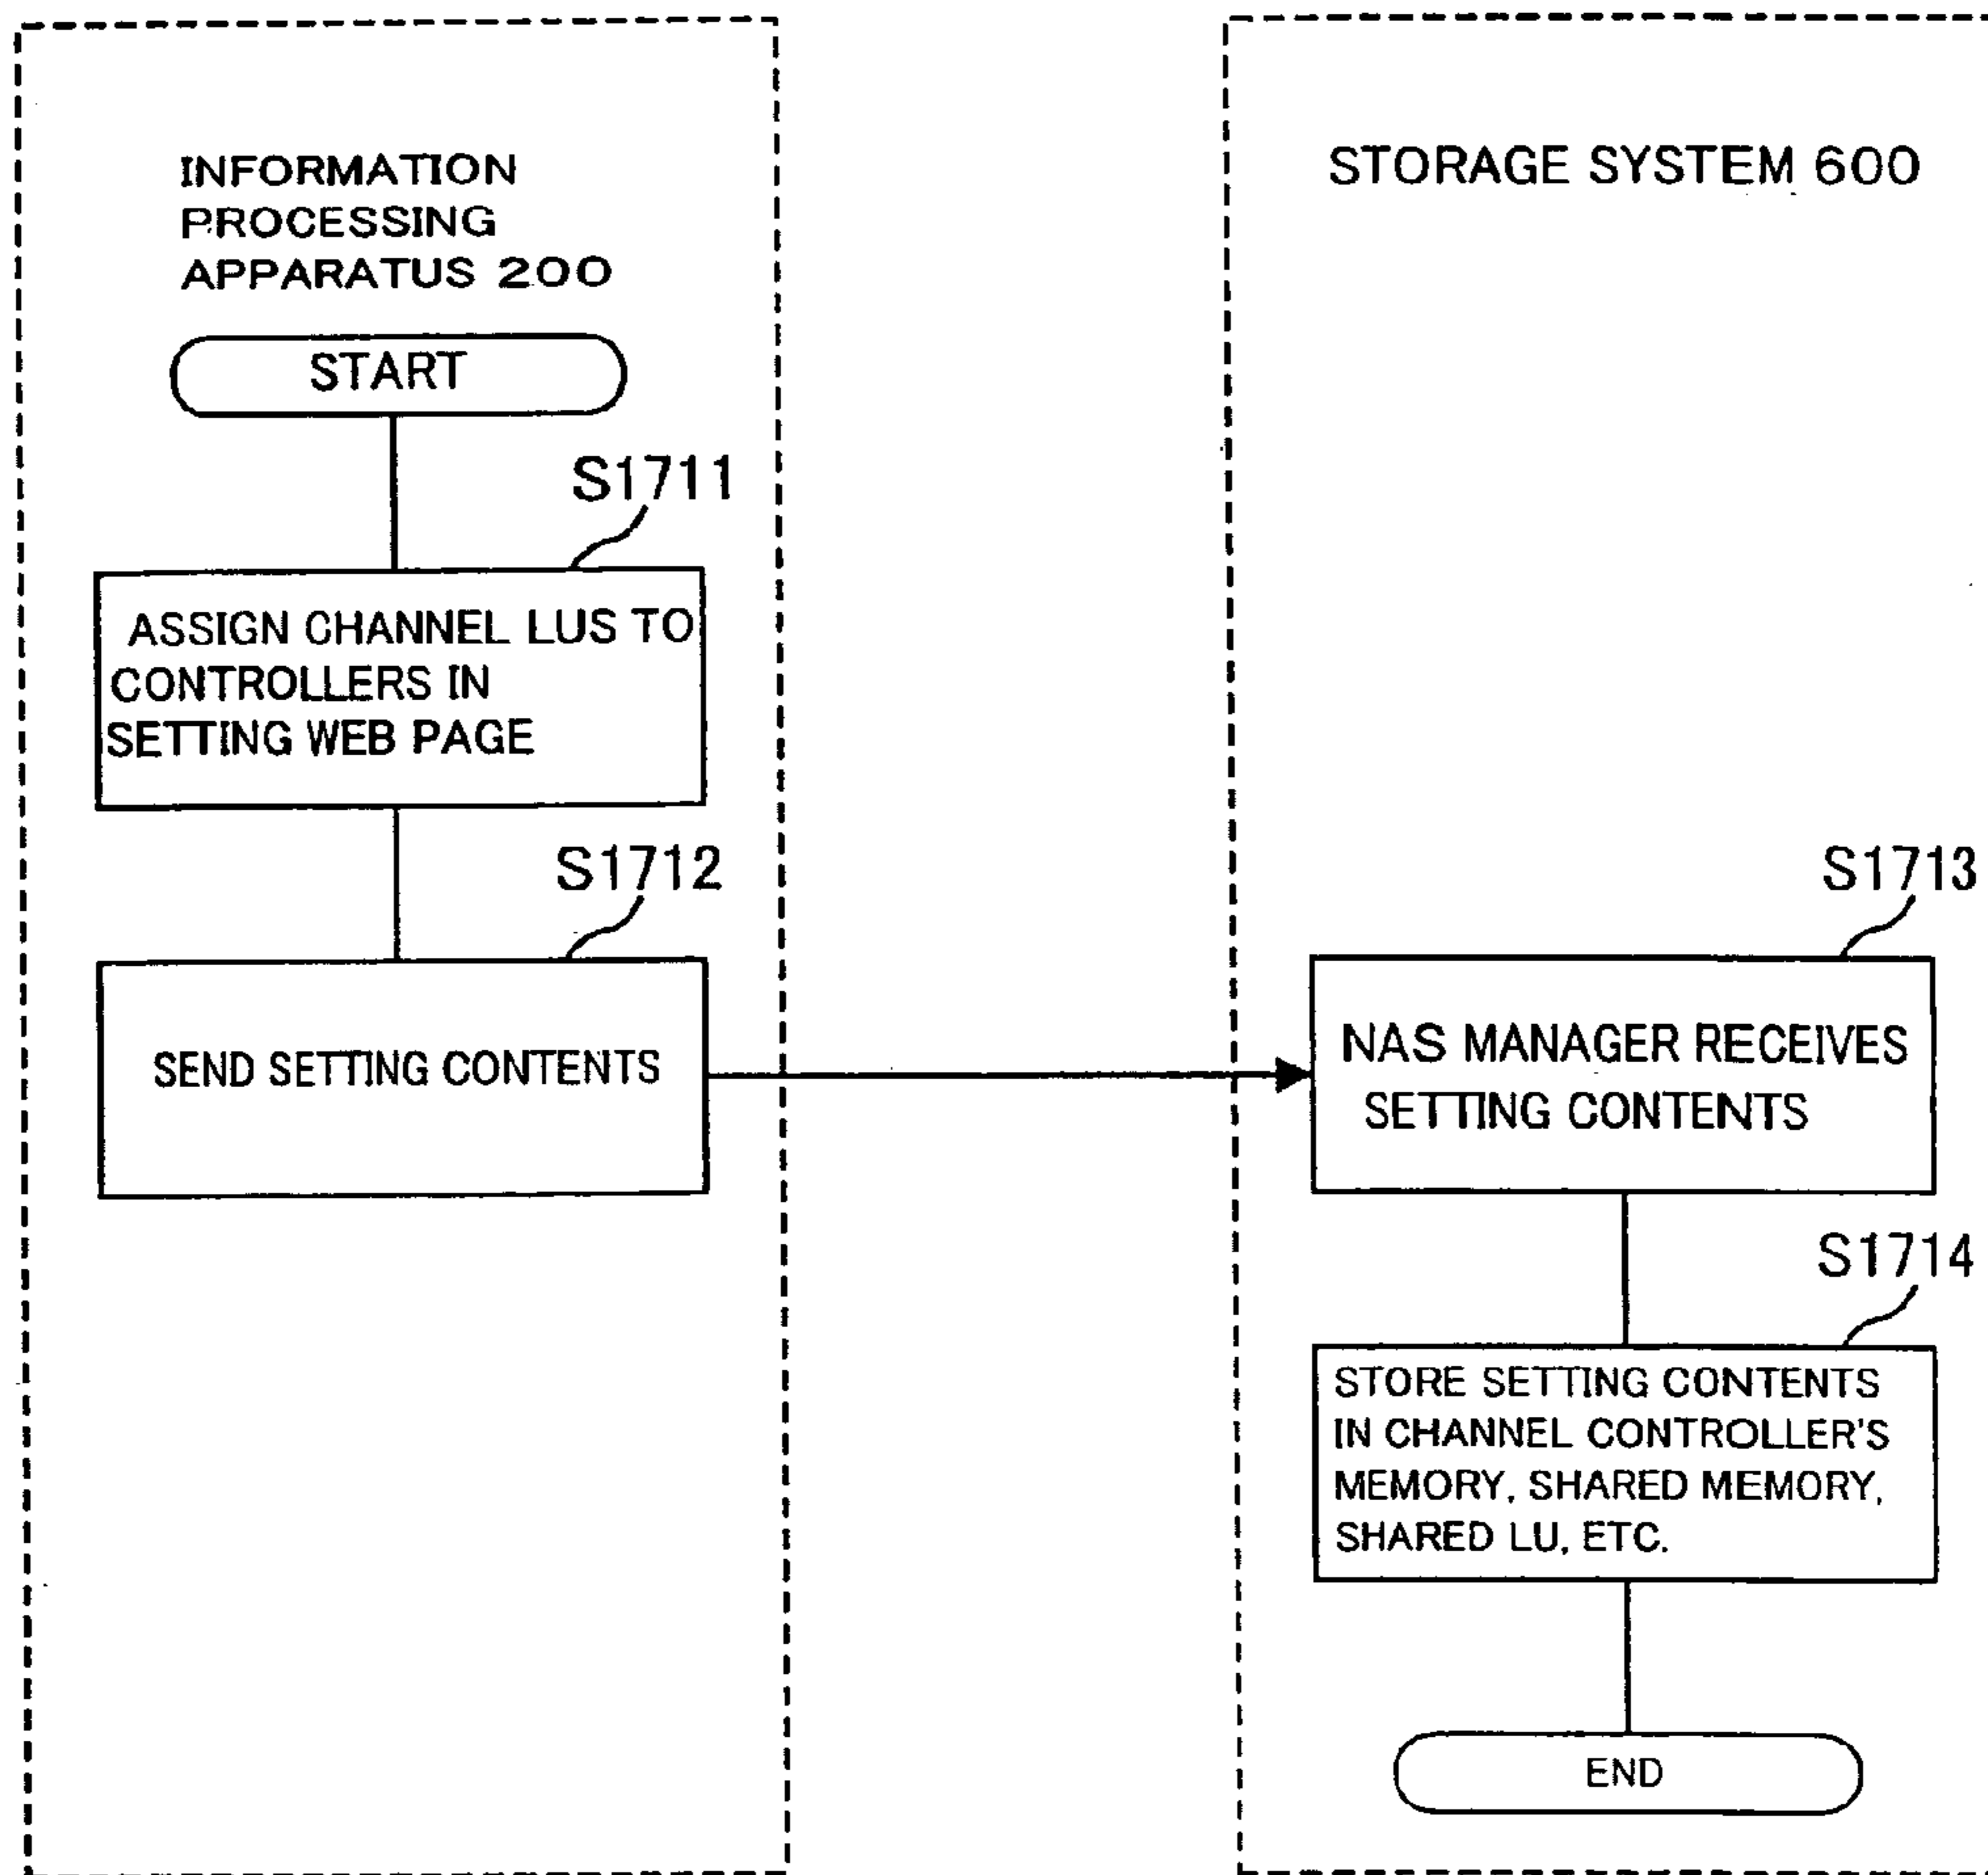 INFORMATION
PROCESSING
APPARATUS 200
START
S1711
ASSIGN CHANNEL LUS TO
CONTROLLERS IN
SETTING WEB PAGE
S1712
SEND SETTING CONTENTS
STORAGE SYSTEM 600
S1713
NAS MANAGER RECEIVES
SETTING CONTENTS
S1714
STORE SETTING CONTENTS
IN CHANNEL CONTROLLER'S
MEMORY, SHARED MEMORY,
SHARED LU, ETC.
END